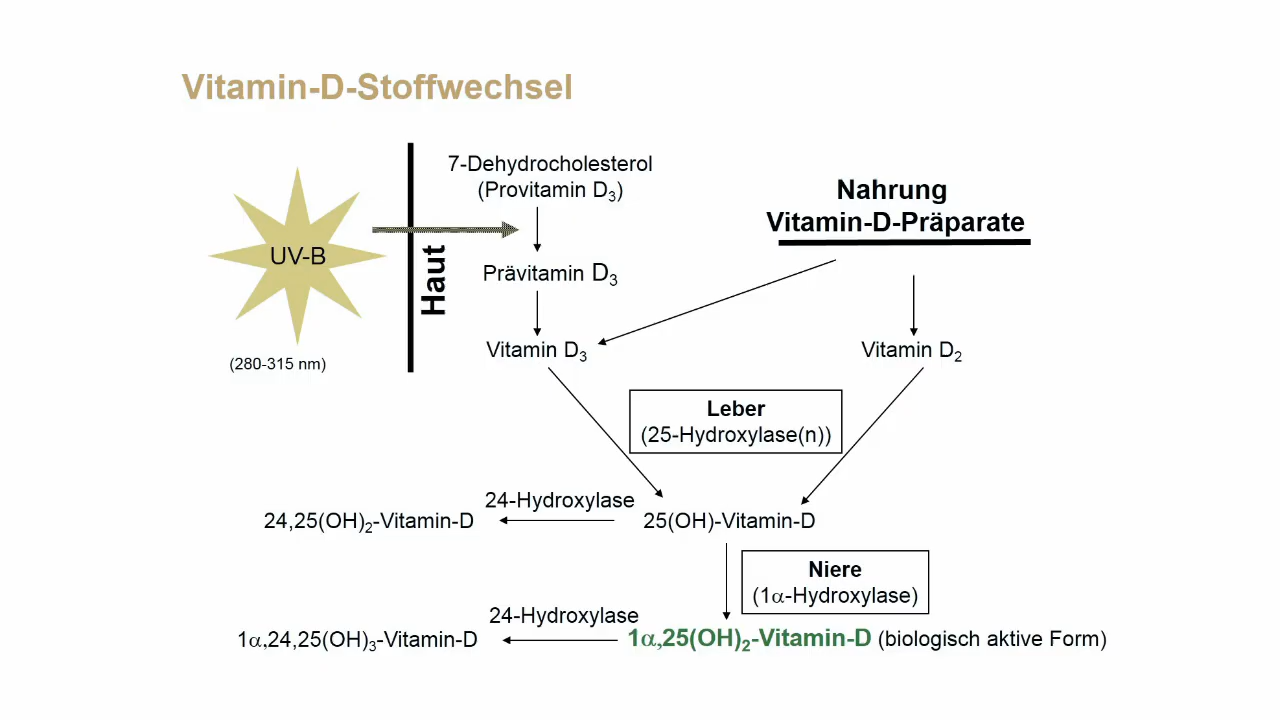 Vitamin-D-Stoffwechsel
7-Dehydrocholesterol
(Provitamin D₃)
Nahrung
Vitamin-D-Präparate
UV-B
Haut
Prävitamin D₃
(280-315 nm)
Vitamin D₃
Vitamin D₂
Leber
(25-Hydroxylase(n))
24-Hydroxylase
24,25(OH)₂-Vitamin-D
25(OH)-Vitamin-D
Niere
(1α-Hydroxylase)
24-Hydroxylase
1α,24,25(OH)₃-Vitamin-D
1α,25(OH)₂-Vitamin-D (biologisch aktive Form)